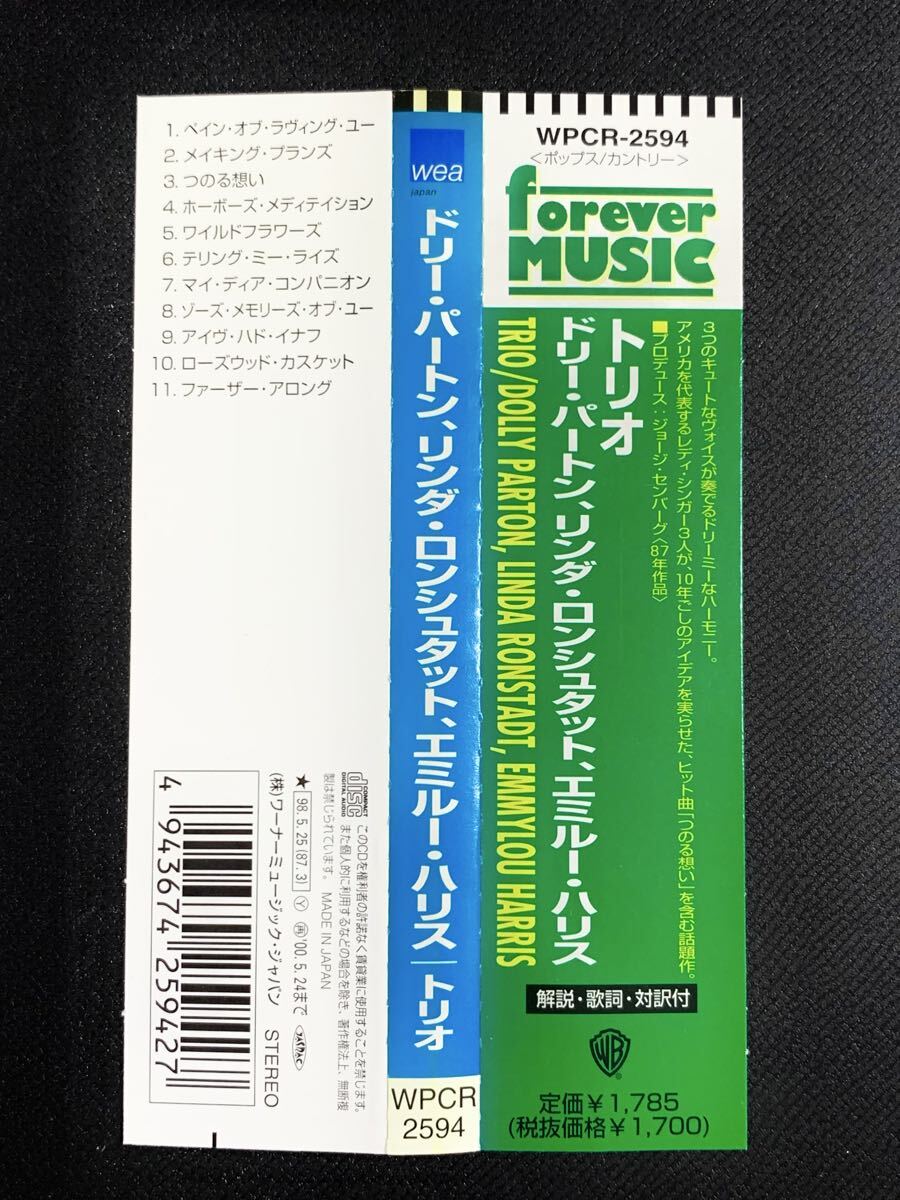 1. ペイン・オブ・ラヴィング・ユー
2. メイキング・プランズ
3. つのる想い
4. ホーボーズ・メディテイション
5. ワイルドフラワーズ
6. テリング・ミー・ライズ
7. マイ・ディア・コンパニオン
8. ゾーズ・メモリーズ・オブ・ユー
9. アイヴ・ハド・イナフ
10. ローズウッド・カスケット
11. ファーザー・アロング
COMPACT
disc
DIGITAL AUDIO
このCDを権利者の許諾なく賃貸業に使用することを禁じます。
また個人的に利用するなどの場合を除き、著作権法上、無断複
製は禁じられています。 MADE IN JAPAN
★ 98.5.25 (87.3) Ⓨ ㊞'00.5.24まで JASRAC
(株)ワーナーミュージック・ジャパン STEREO
4 943674 259427
wea
japan
ドリー・パートン、リンダ・ロンシュタット、エミルー・ハリス|トリオ
WPCR
2594
WPCR-2594
<ポップス/カントリー>
forever
MUSIC
3つのキュートなヴォイスが奏でるドリーミーなハーモニー。
アメリカを代表するレディ・シンガー3人が、10年ごしのアイデアを実らせた、ヒット曲「つのる想い」を含む話題作。
■プロデュース:ジョージ・センバーグ〈87年作品〉
トリオ
ドリー・パートン、リンダ・ロンシュタット、エミルー・ハリス
TRIO/DOLLY PARTON, LINDA RONSTADT, EMMYLOU HARRIS
解説・歌詞・対訳付
WB
定価¥1,785
(税抜価格¥1,700)